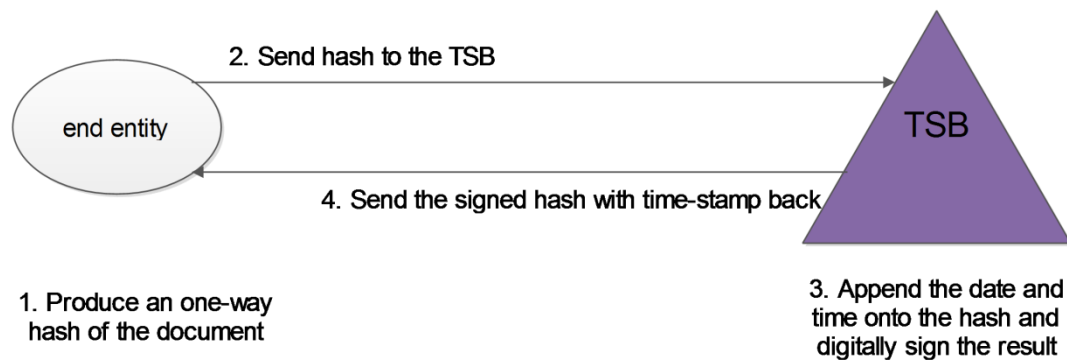 2. Send hash to the TSB
end entity
TSB
4. Send the signed hash with time-stamp back
1. Produce an one-way
hash of the document
3. Append the date and
time onto the hash and
digitally sign the result